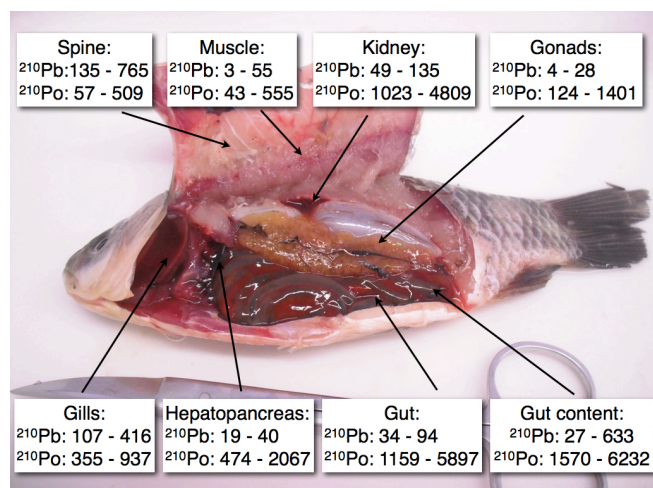 Spine:
²¹⁰Pb:135 - 765
²¹⁰Po: 57 - 509
Muscle:
²¹⁰Pb: 3 - 55
²¹⁰Po: 43 - 555
Kidney:
²¹⁰Pb: 49 - 135
²¹⁰Po: 1023 - 4809
Gonads:
²¹⁰Pb: 4 - 28
²¹⁰Po: 124 - 1401
Gills:
²¹⁰Pb: 107 - 416
²¹⁰Po: 355 - 937
Hepatopancreas:
²¹⁰Pb: 19 - 40
²¹⁰Po: 474 - 2067
Gut:
²¹⁰Pb: 34 - 94
²¹⁰Po: 1159 - 5897
Gut content:
²¹⁰Pb: 27 - 633
²¹⁰Po: 1570 - 6232